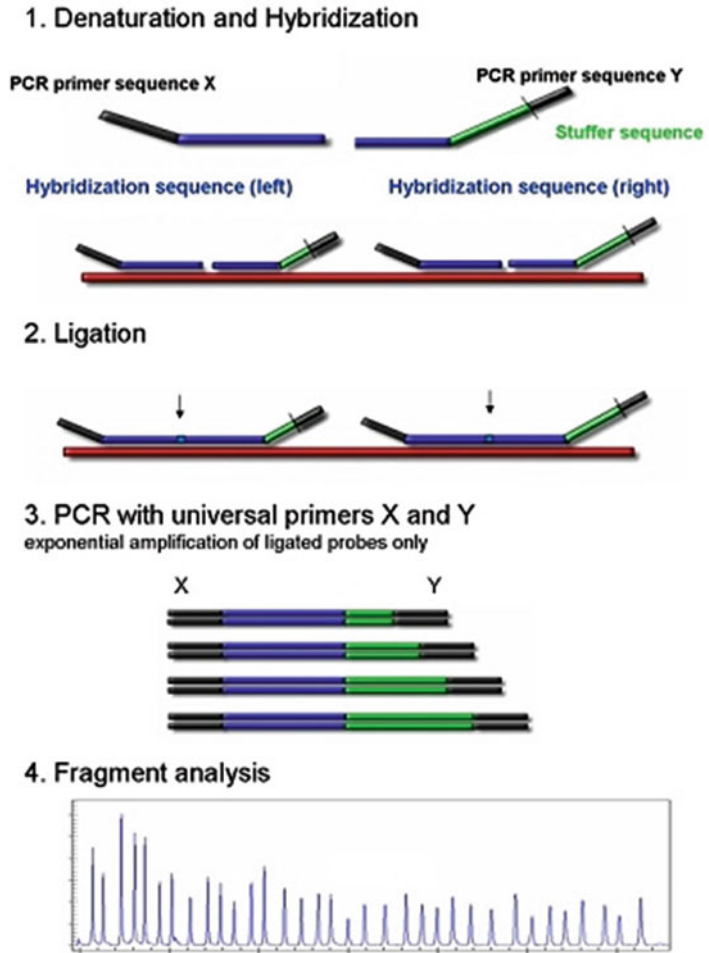 1. Denaturation and Hybridization
PCR primer sequence X
PCR primer sequence Y
Stuffer sequence
Hybridization sequence (left)
Hybridization sequence (right)
2. Ligation
3. PCR with universal primers X and Y
exponential amplification of ligated probes only
X
Y
4. Fragment analysis